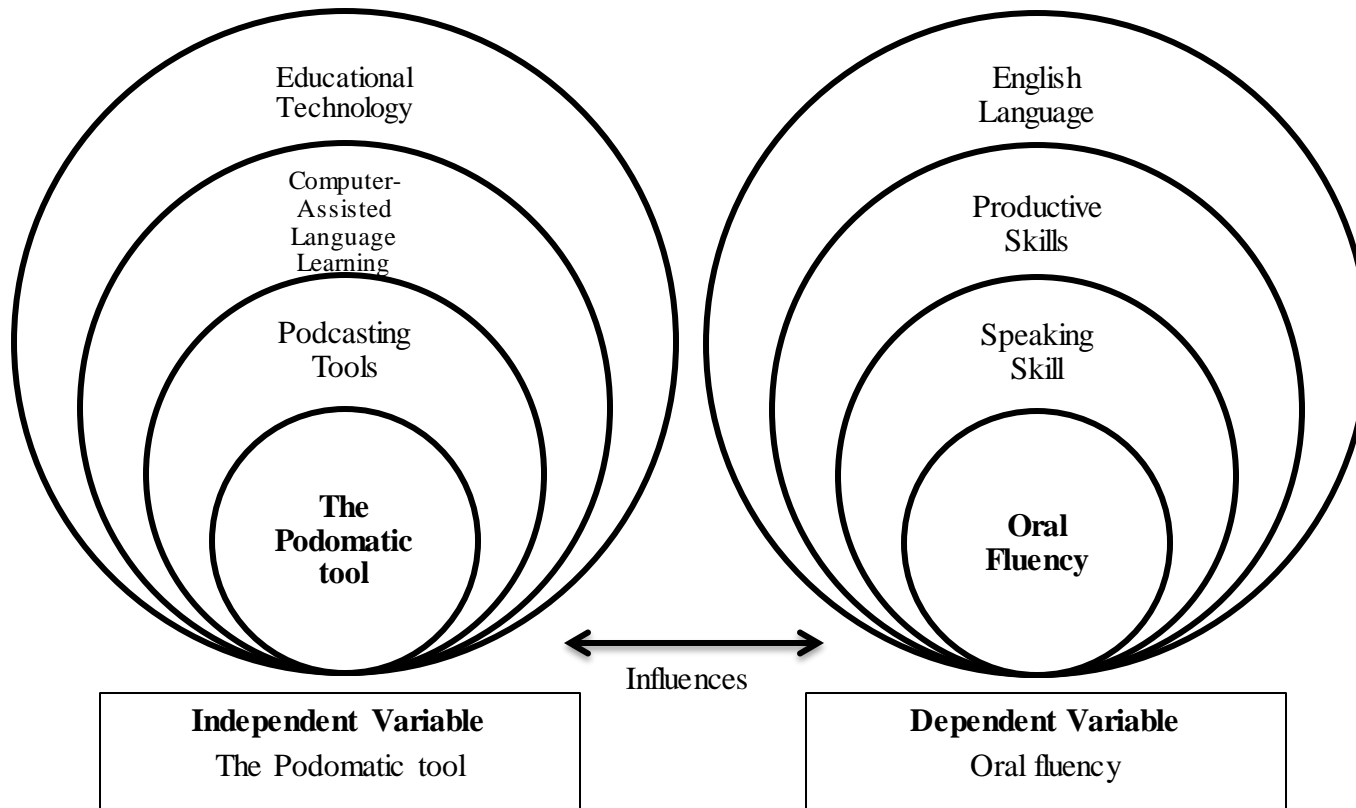 Educational
Technology
Computer-
Assisted
Language
Learning
Podcasting
Tools
The
Podomatic
tool
English
Language
Productive
Skills
Speaking
Skill
Oral
Fluency
Influences
Independent Variable
The Podomatic tool
Dependent Variable
Oral fluency